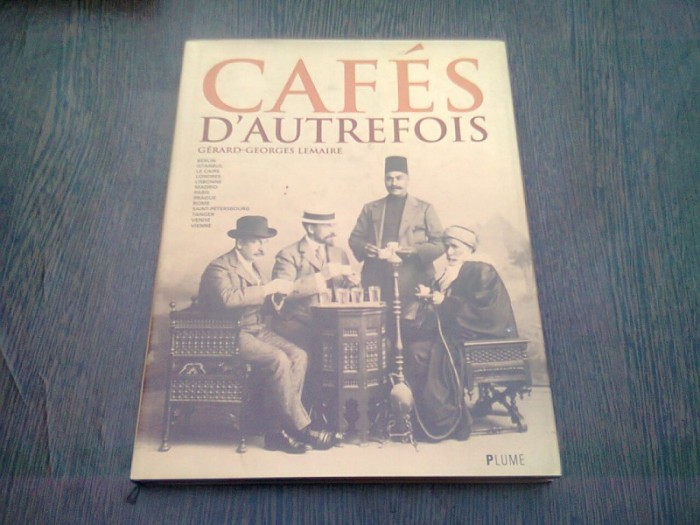 CAFÉS
D'AUTREFOIS
GÉRARD-GEORGES LEMAIRE
BERLIN
ISTANBUL
LE CAIRE
LONDRES
LISBONNE
MADRID
PARIS
PRAGUE
ROME
SAINT-PÉTERSBOURG
TANGER
VENISE
VIENNE
PLUME